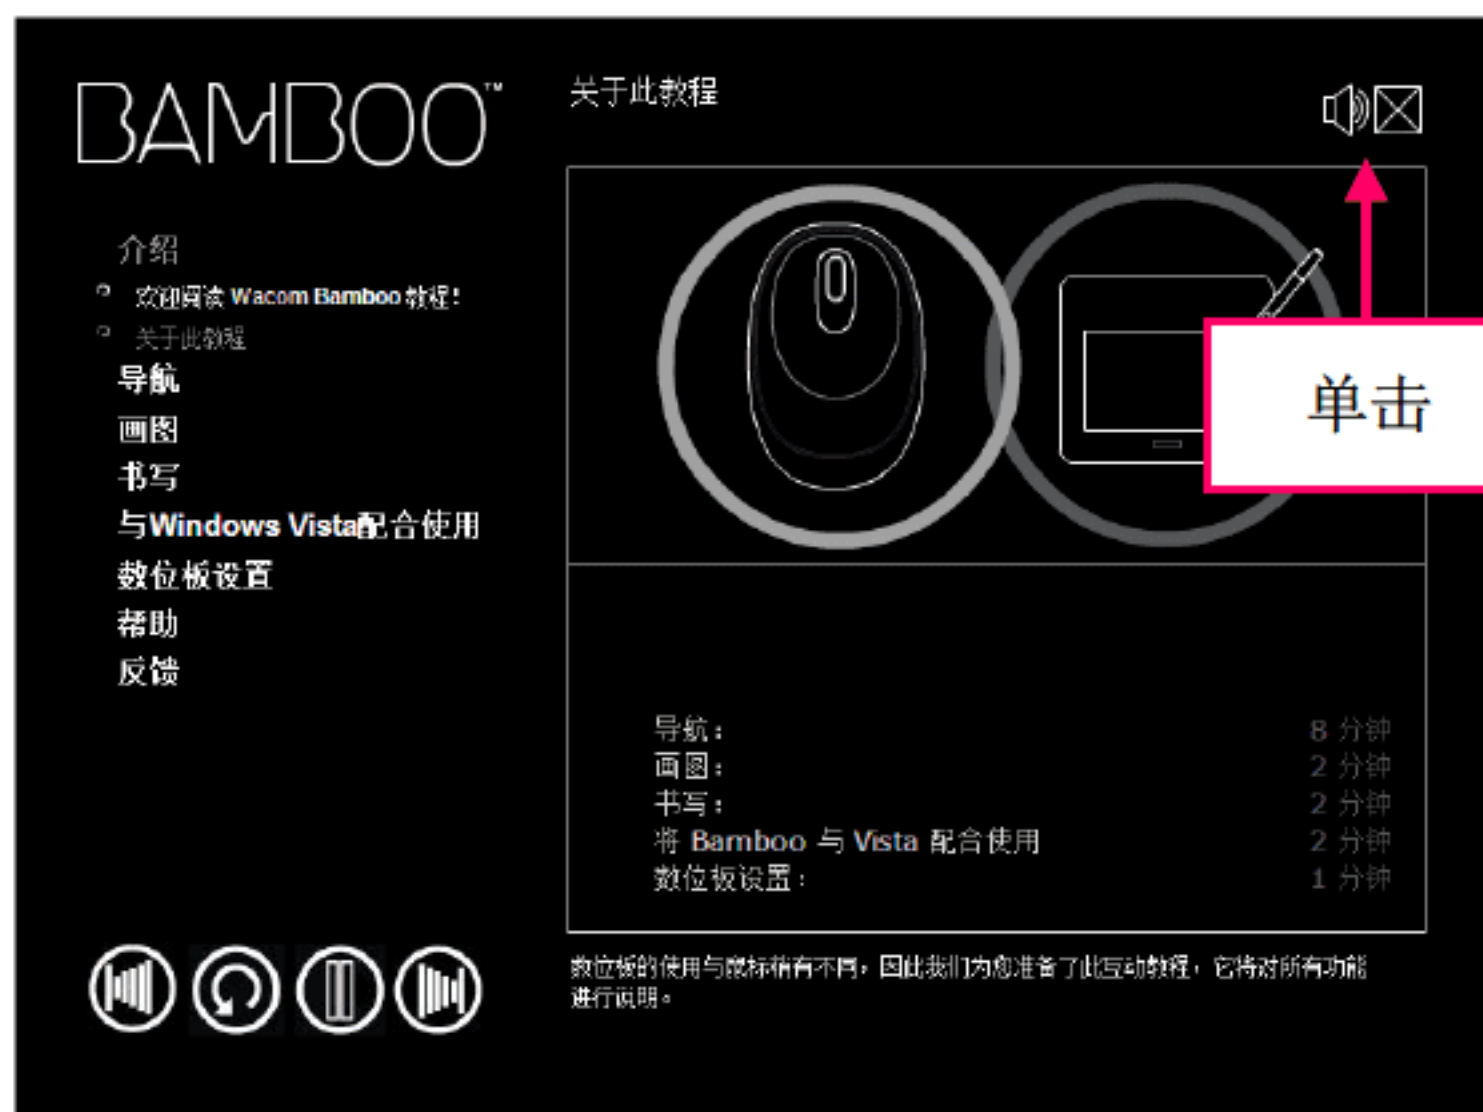 BAMBOO™
关于此教程
介绍
欢迎阅读 Wacom Bamboo 教程!
关于此教程
导航
画图
书写
与Windows Vista配合使用
数位板设置
帮助
反馈
单击
导航: 8 分钟
画图: 2 分钟
书写: 2 分钟
将 Bamboo 与 Vista 配合使用 2 分钟
数位板设置: 1 分钟
数位板的使用与鼠标稍有不同，因此我们为您准备了此互动教程，它将对所有功能
进行说明。